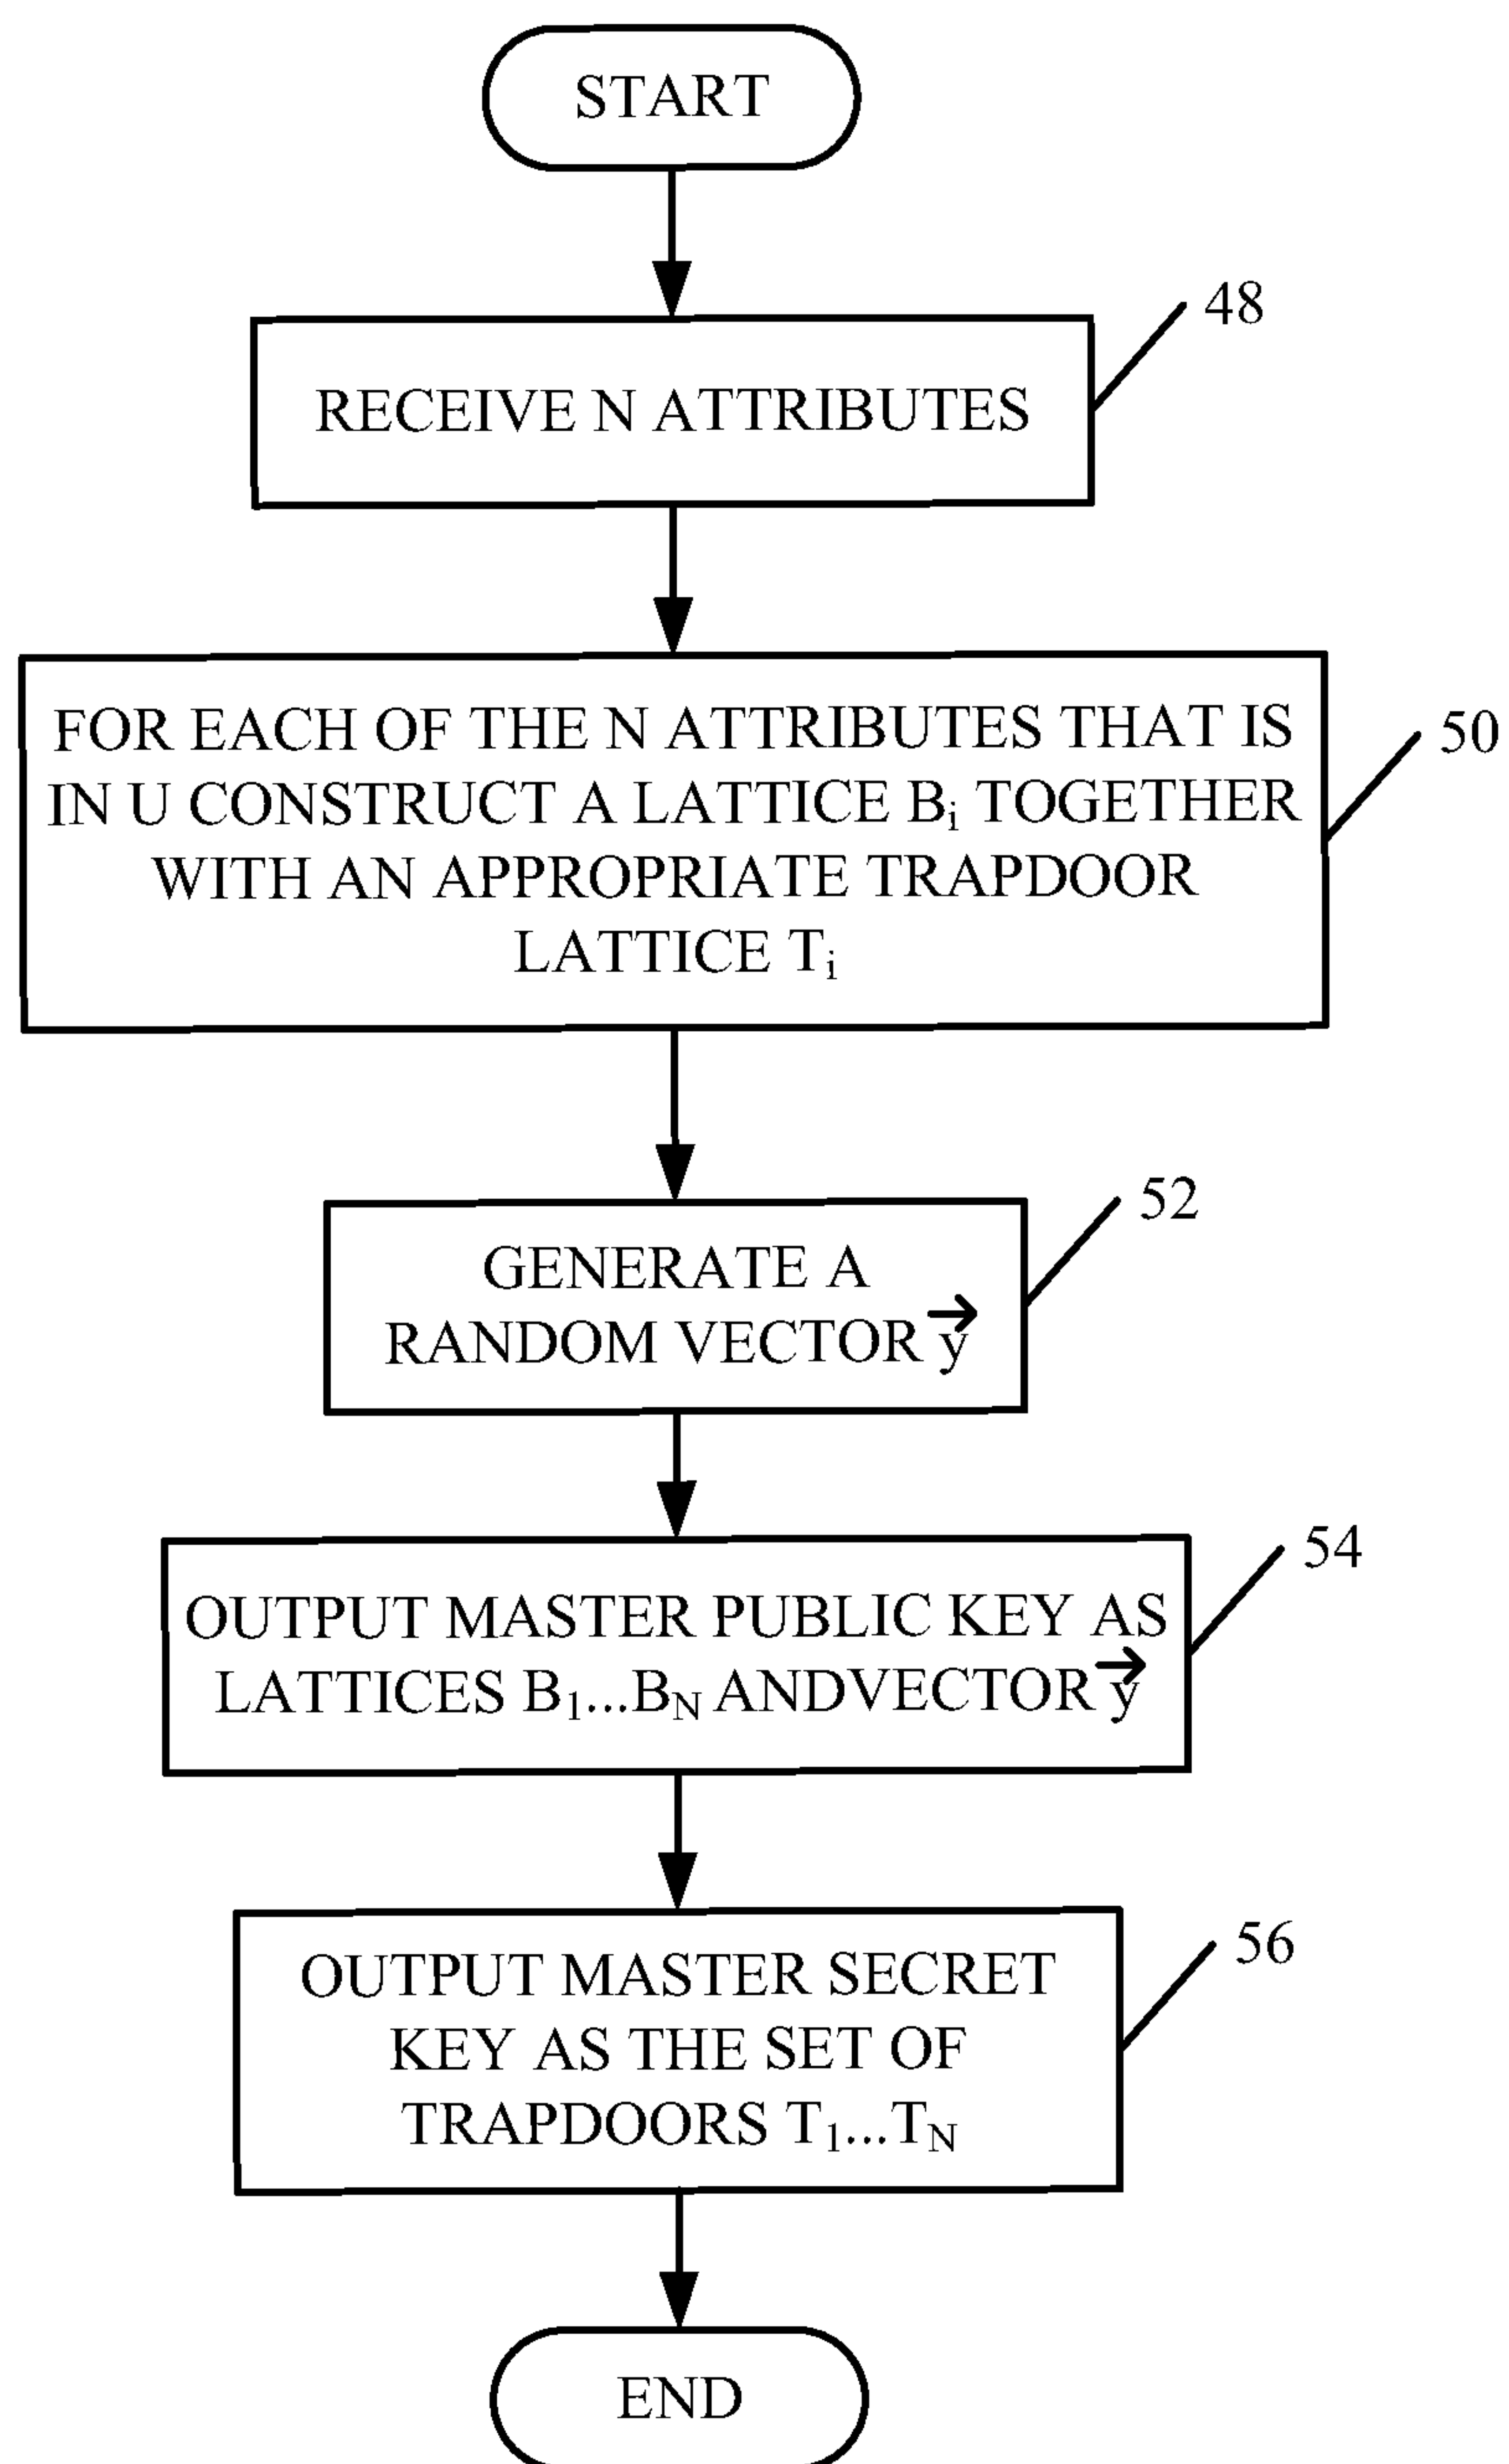 START
48
RECEIVE N ATTRIBUTES
50
FOR EACH OF THE N ATTRIBUTES THAT IS
IN U CONSTRUCT A LATTICE Bi TOGETHER
WITH AN APPROPRIATE TRAPDOOR
LATTICE Ti
52
GENERATE A
RANDOM VECTOR y⃗
54
OUTPUT MASTER PUBLIC KEY AS
LATTICES B1...BN ANDVECTOR y⃗
56
OUTPUT MASTER SECRET
KEY AS THE SET OF
TRAPDOORS T1...TN
END